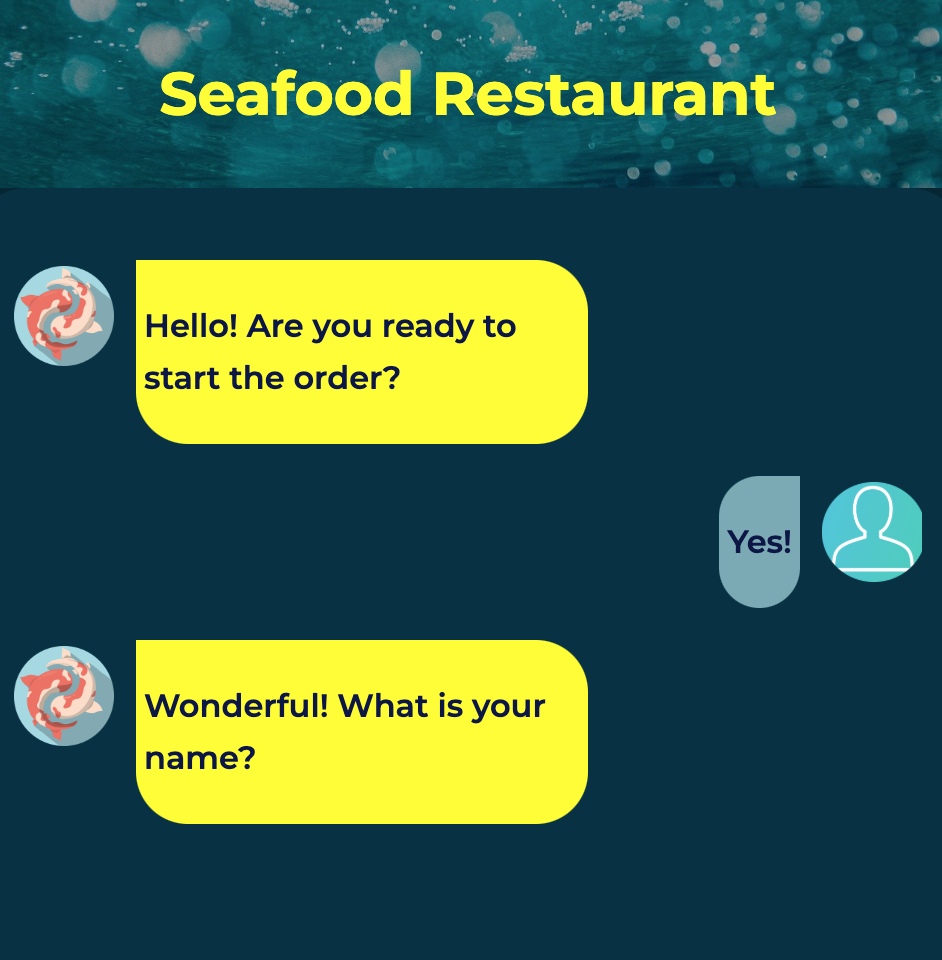 Seafood Restaurant
Hello! Are you ready to
start the order?
Yes!
Wonderful! What is your
name?